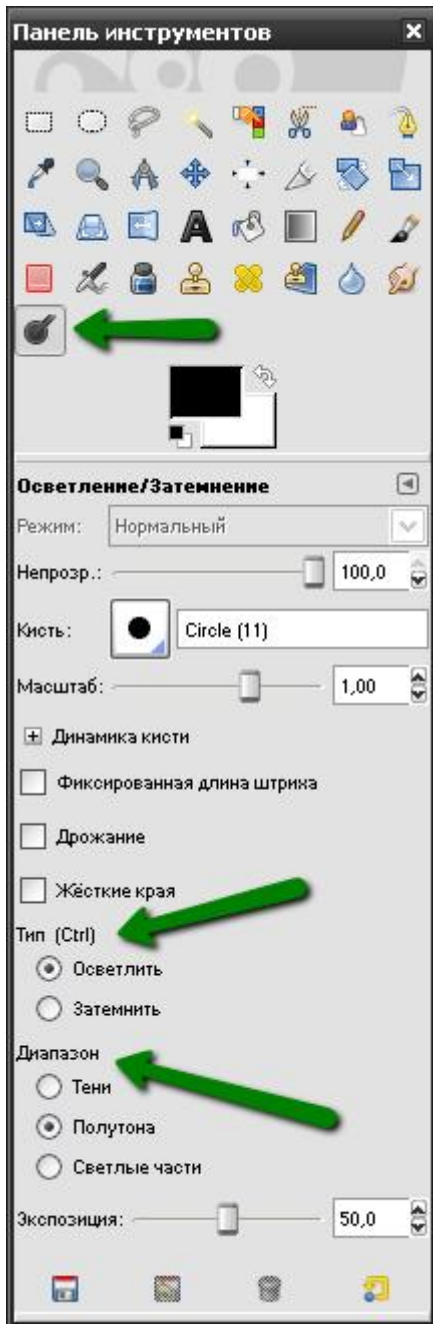 Панель инструментов
Осветление/Затемнение
Режим: Нормальный
Непрозр.: 100,0
Кисть: Circle (11)
Масштаб: 1,00
Динамика кисти
Фиксированная длина штриха
Дрожание
Жёсткие края
Тип (Ctrl)
Осветлить
Затемнить
Диапазон
Тени
Полутона
Светлые части
Экспозиция: 50,0